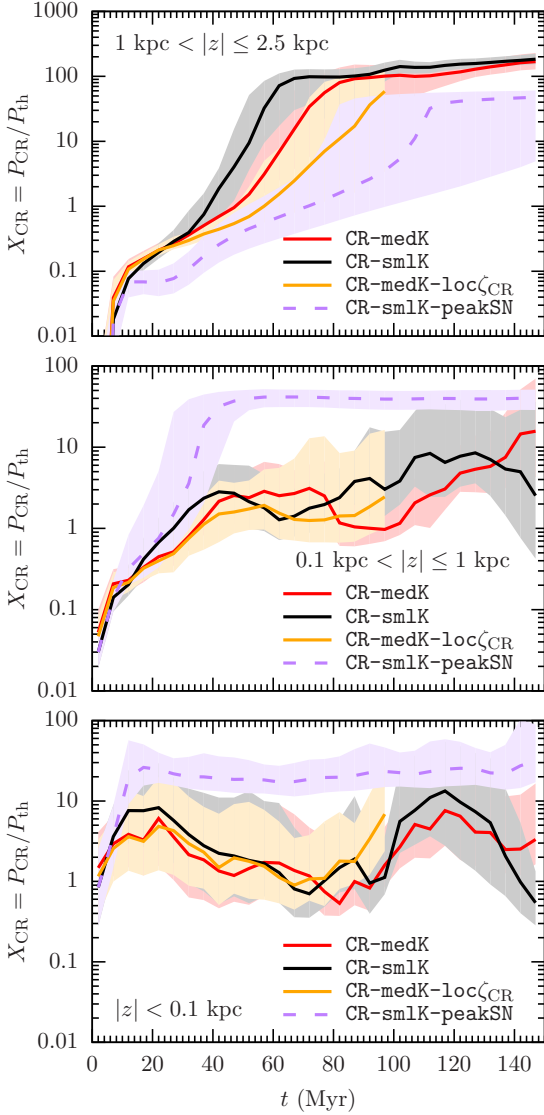 1000
1 kpc < |z| ≤ 2.5 kpc
100
10
1
0.1
0.01
X_CR = P_CR/P_th
CR-medK
CR-smlK
CR-medK-locζ_CR
CR-smlK-peakSN
100
10
1
0.1
0.01
X_CR = P_CR/P_th
0.1 kpc < |z| ≤ 1 kpc
CR-medK
CR-smlK
CR-medK-locζ_CR
CR-smlK-peakSN
100
10
1
0.1
0.01
X_CR = P_CR/P_th
CR-medK
CR-smlK
CR-medK-locζ_CR
CR-smlK-peakSN
|z| < 0.1 kpc
0 20 40 60 80 100 120 140
t (Myr)